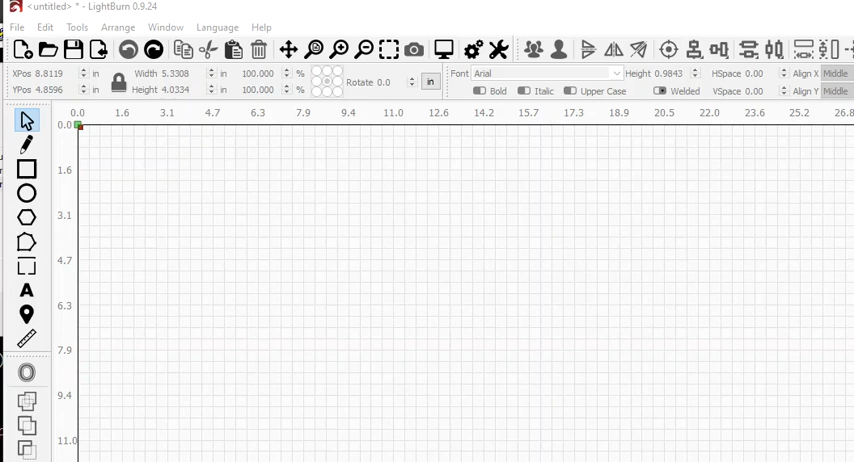 <untitled> * - LightBurn 0.9.24
File Edit Tools Arrange Window Language Help
XPos 8.8119 in Width 5.3308 in 100.000 % Rotate 0.0 in Font Arial Height 0.9843 HSpace 0.00 Align X Middle
YPos 4.8596 in Height 4.0334 in 100.000 % Bold Italic Upper Case Welded VSpace 0.00 Align Y Middle
0.0 1.6 3.1 4.7 6.3 7.9 9.4 11.0 12.6 14.2 15.7 17.3 18.9 20.5 22.0 23.6 25.2 26.8
0.0
1.6
3.1
4.7
6.3
7.9
9.4
11.0